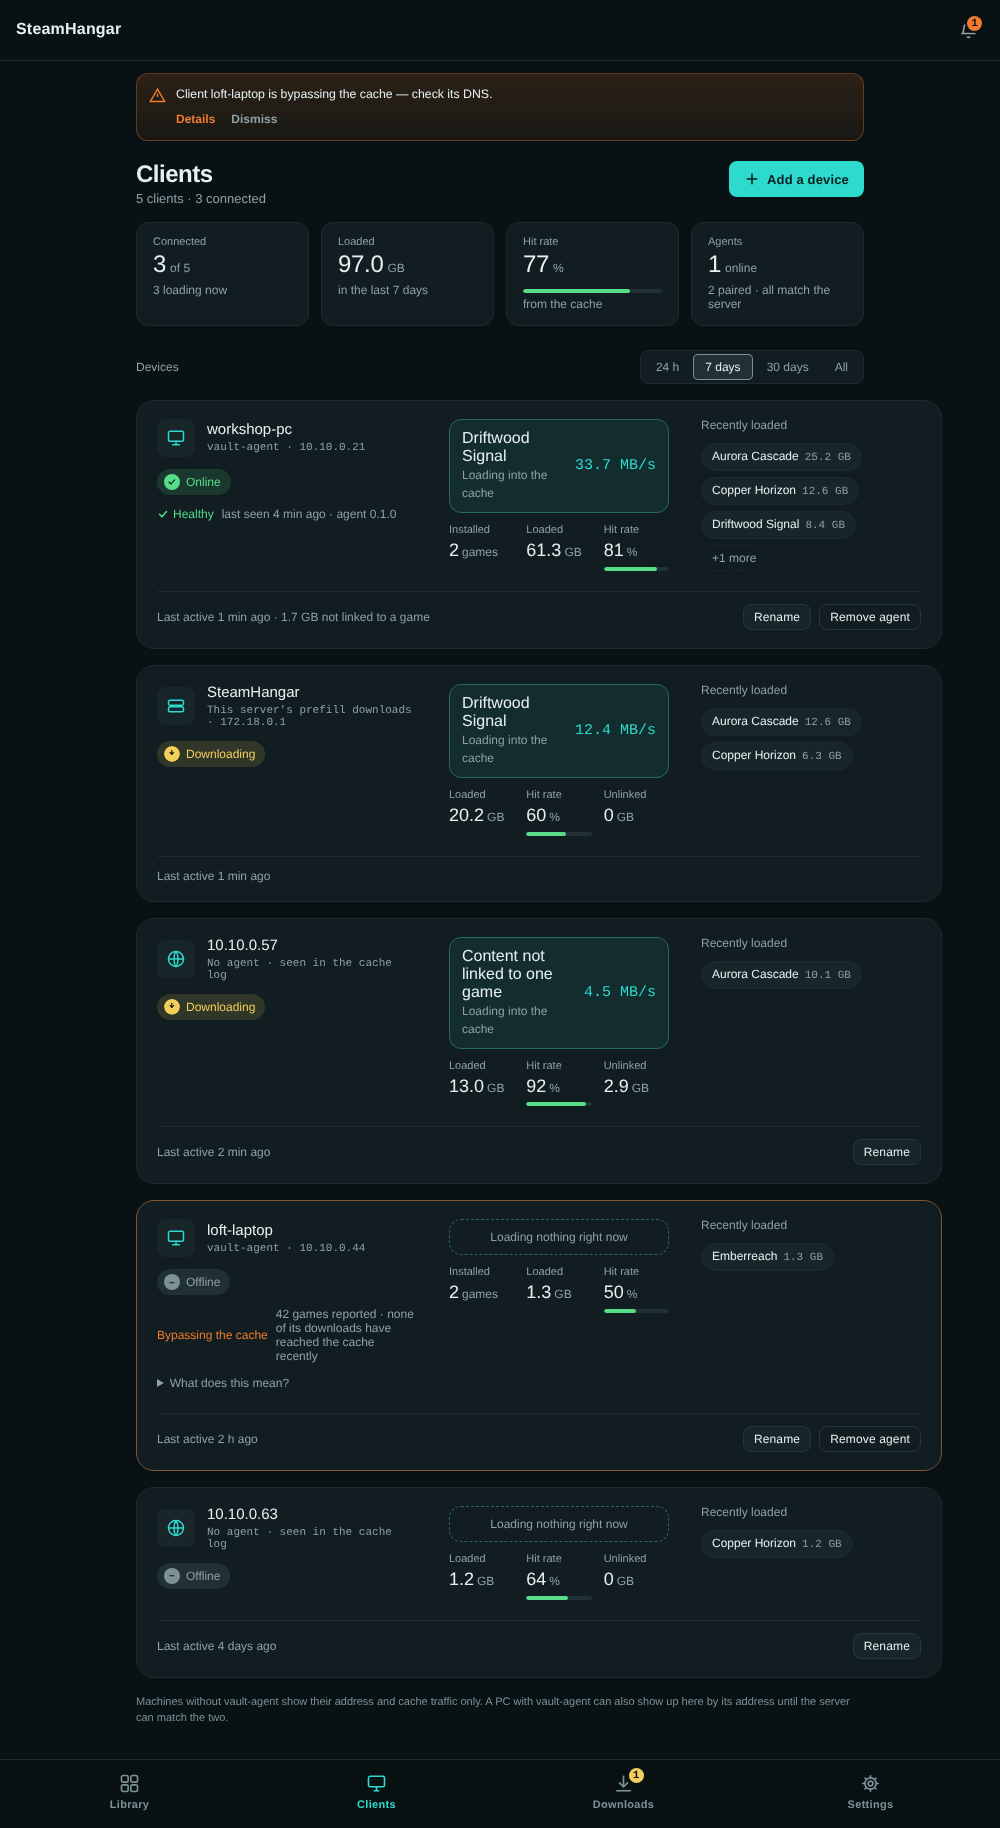 SteamHangar
1
Client loft-laptop is bypassing the cache — check its DNS.
Details Dismiss
Clients
5 clients · 3 connected
Add a device
Connected
3 of 5
3 loading now
Loaded
97.0 GB
in the last 7 days
Hit rate
77 %
from the cache
Agents
1 online
2 paired · all match the
server
Devices
24 h 7 days 30 days All
workshop-pc
vault-agent · 10.10.0.21
Online
Healthy last seen 4 min ago · agent 0.1.0
Driftwood
Signal
Loading into the
cache
33.7 MB/s
Installed Loaded Hit rate
2 games 61.3 GB 81 %
Recently loaded
Aurora Cascade 25.2 GB
Copper Horizon 12.6 GB
Driftwood Signal 8.4 GB
+1 more
Last active 1 min ago · 1.7 GB not linked to a game
Rename Remove agent
SteamHangar
This server's prefill downloads
· 172.18.0.1
Downloading
Driftwood
Signal
Loading into the
cache
12.4 MB/s
Loaded Hit rate Unlinked
20.2 GB 60 % 0 GB
Recently loaded
Aurora Cascade 12.6 GB
Copper Horizon 6.3 GB
Last active 1 min ago
10.10.0.57
No agent · seen in the cache
log
Downloading
Content not
linked to one
game
Loading into the
cache
4.5 MB/s
Loaded Hit rate Unlinked
13.0 GB 92 % 2.9 GB
Recently loaded
Aurora Cascade 10.1 GB
Last active 2 min ago
Rename
loft-laptop
vault-agent · 10.10.0.44
Offline
Bypassing the cache
42 games reported · none
of its downloads have
reached the cache
recently
What does this mean?
Loading nothing right now
Installed Loaded Hit rate
2 games 1.3 GB 50 %
Recently loaded
Emberreach 1.3 GB
Last active 2 h ago
Rename Remove agent
10.10.0.63
No agent · seen in the cache
log
Offline
Loading nothing right now
Loaded Hit rate Unlinked
1.2 GB 64 % 0 GB
Recently loaded
Copper Horizon 1.2 GB
Last active 4 days ago
Rename
Machines without vault-agent show their address and cache traffic only. A PC with vault-agent can also show up here by its address until the server
can match the two.
1
Library Clients Downloads Settings